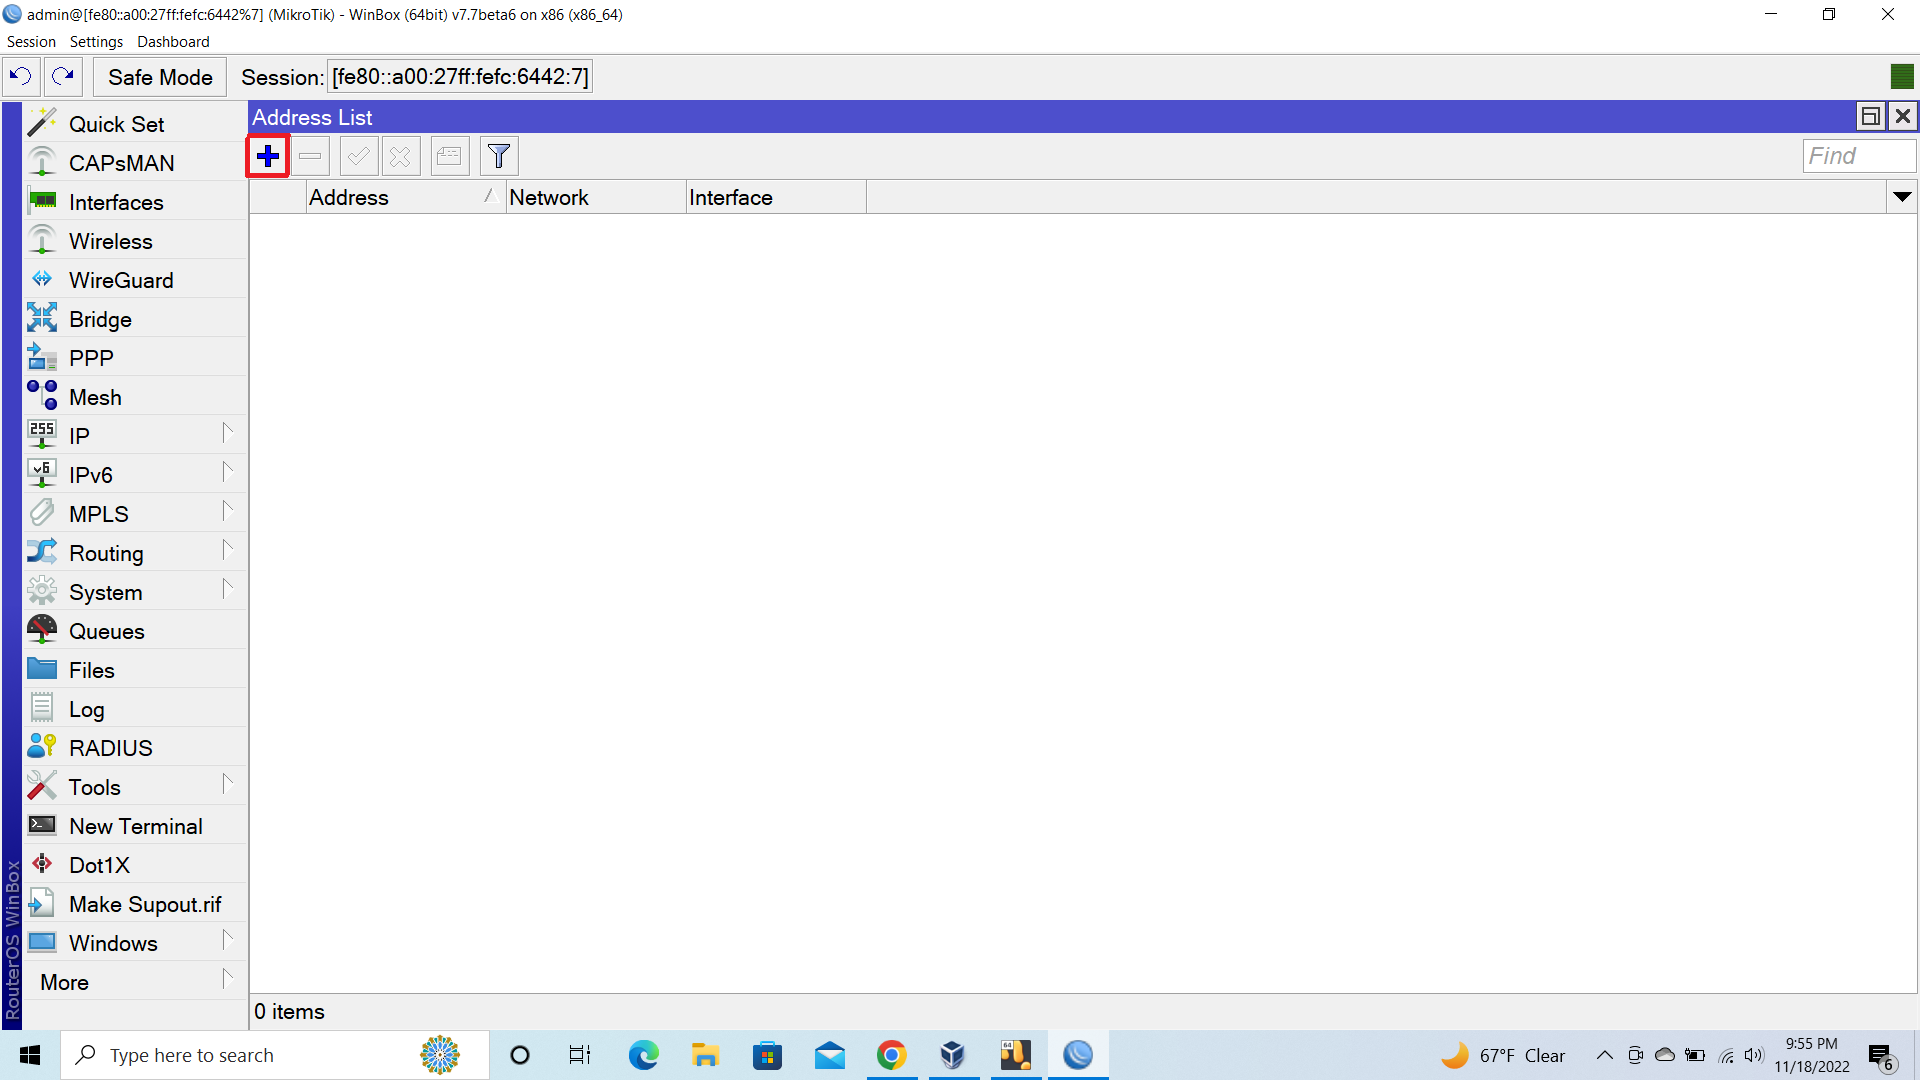 admin@[fe80::a00:27ff:fefc:6442%7] (MikroTik) - WinBox (64bit) v7.7beta6 on x86 (x86_64)
Session Settings Dashboard
Safe Mode Session: [fe80::a00:27ff:fefc:6442:7]
Address List
Find
Address Network Interface
Quick Set
CAPsMAN
Interfaces
Wireless
WireGuard
Bridge
PPP
Mesh
255 IP
v6 IPv6
MPLS
Routing
System
Queues
Files
Log
RADIUS
Tools
New Terminal
Dot1X
Make Supout.rif
Windows
More
RouterOS WinBox
0 items
Type here to search
64
67°F Clear
9:55 PM
11/18/2022
6